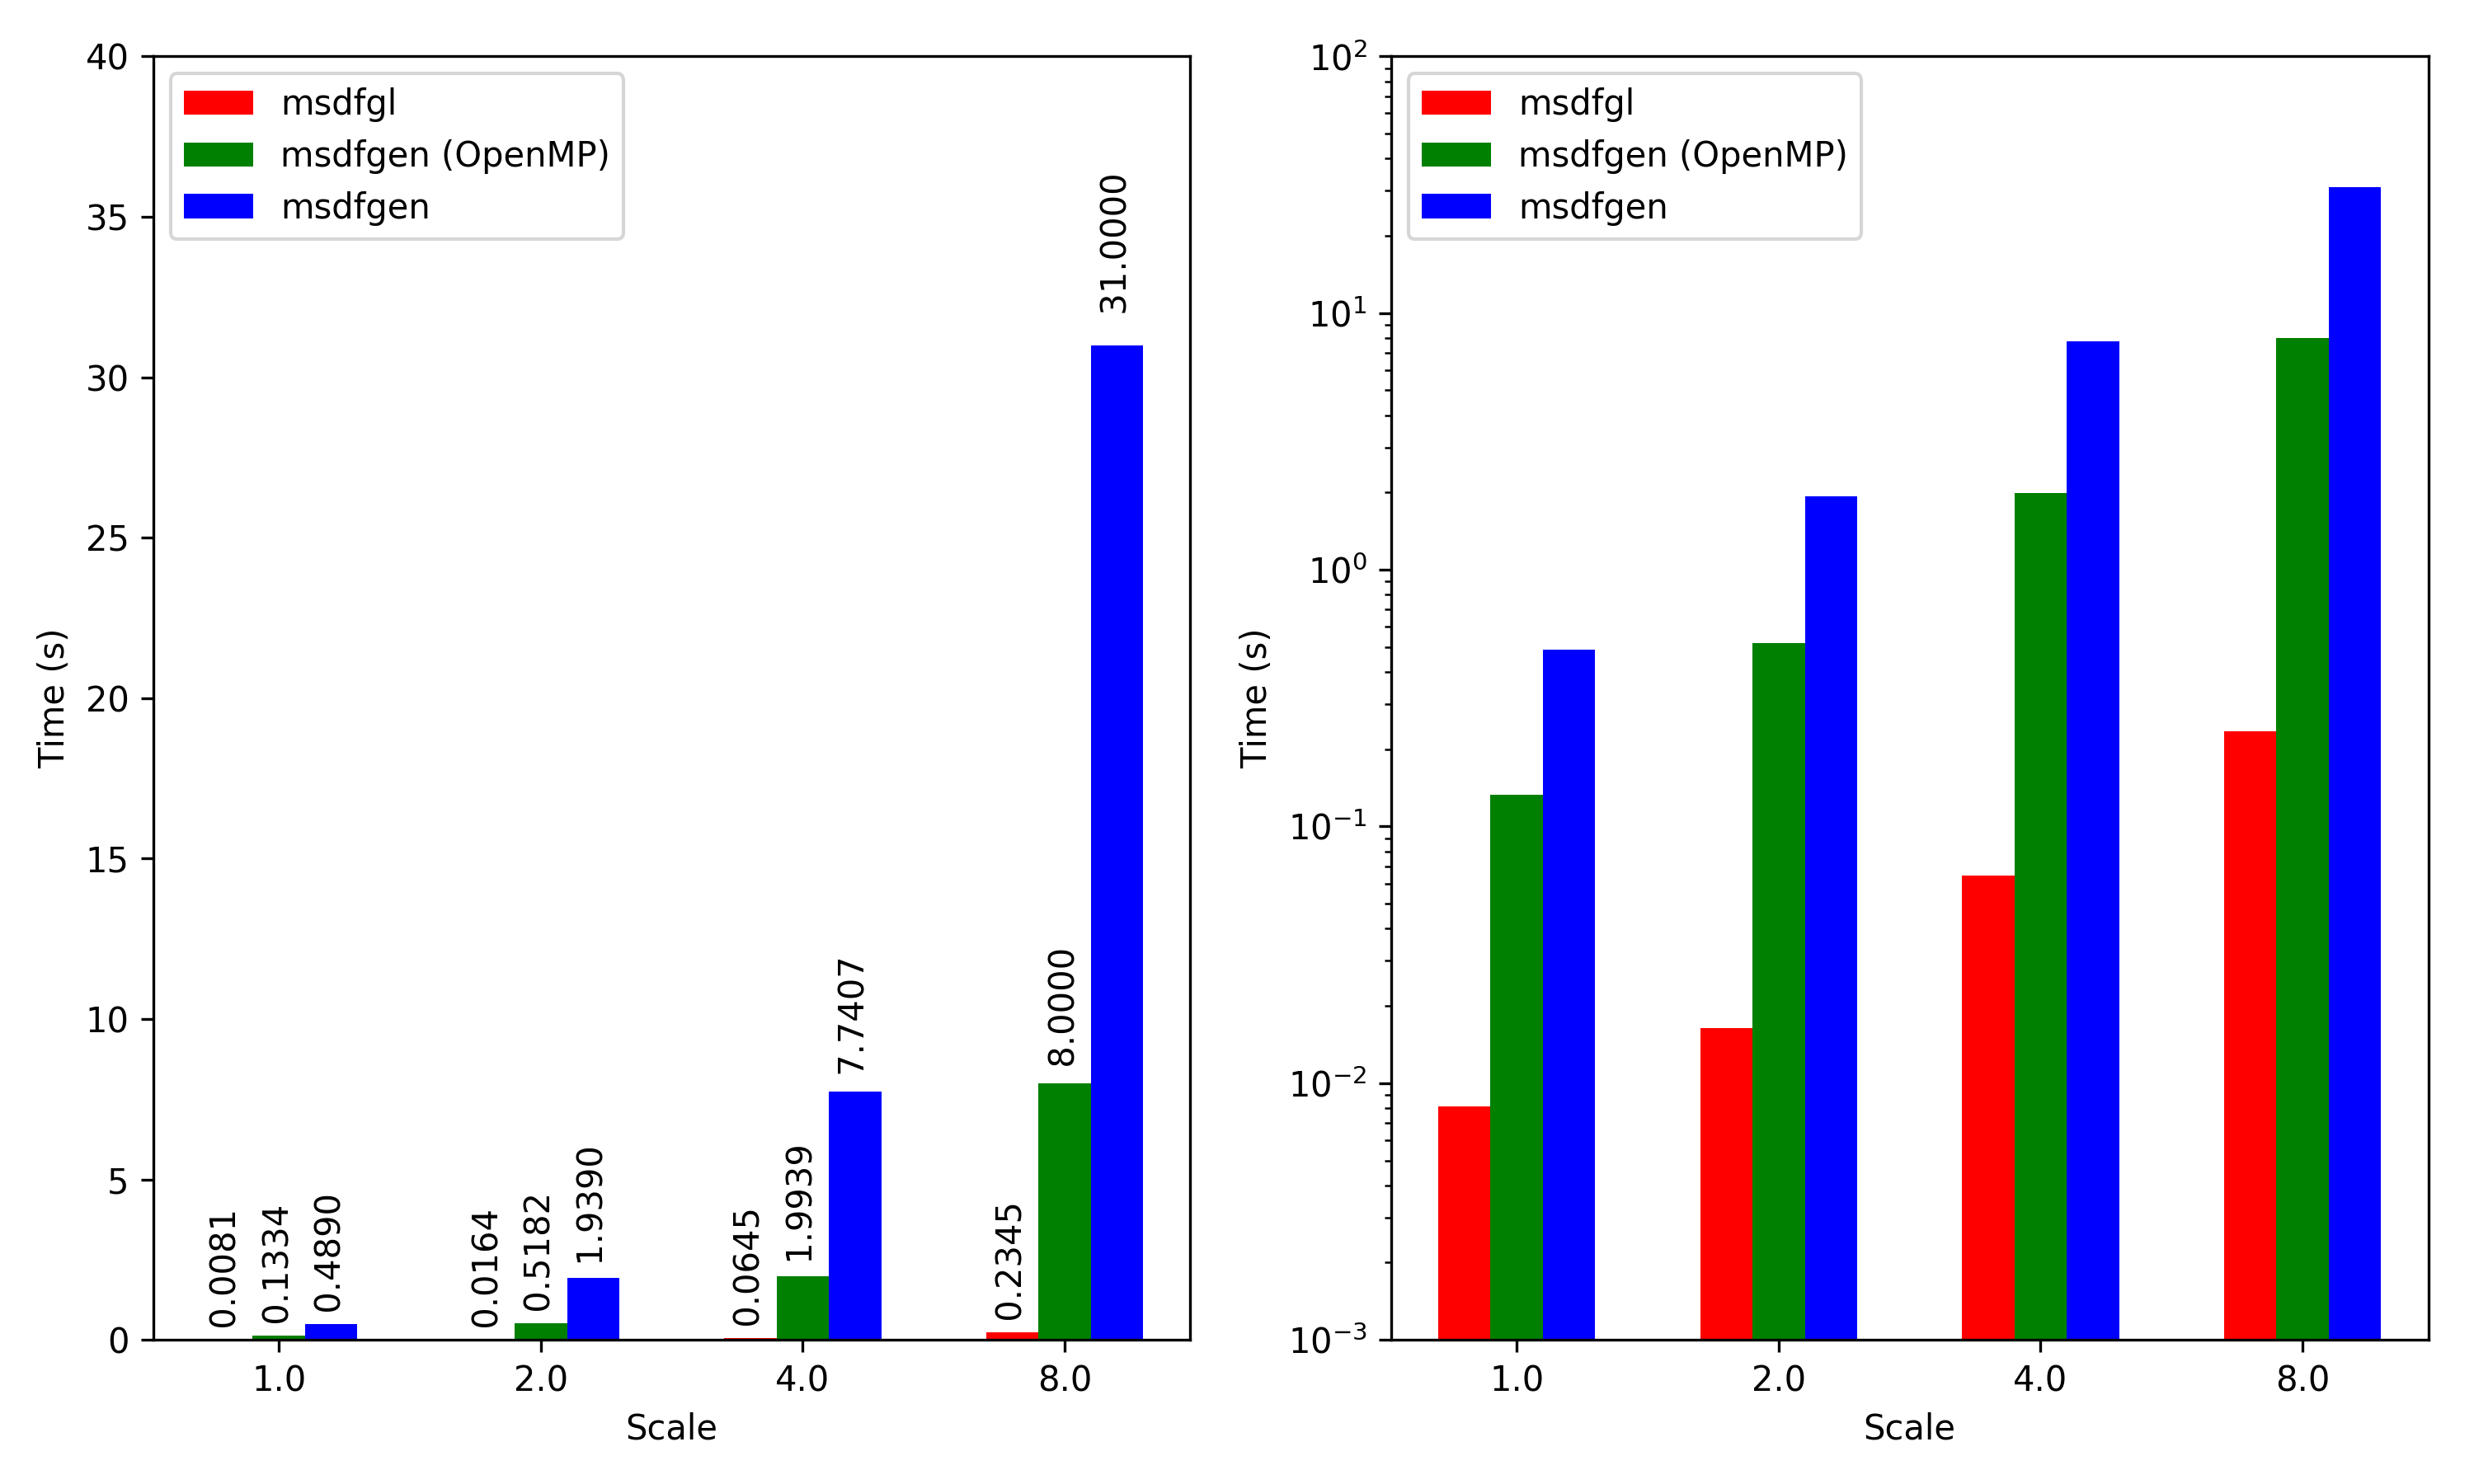 40
35
30
25
20
15
10
5
0
Time (s)
msdfgl
msdfgen (OpenMP)
msdfgen
0.0081
0.1334
0.4890
0.0164
0.5182
1.9390
0.0645
1.9939
7.7407
0.2345
8.0000
31.0000
1.0 2.0 4.0 8.0
Scale
10²
10¹
10⁰
10⁻¹
10⁻²
10⁻³
Time (s)
msdfgl
msdfgen (OpenMP)
msdfgen
1.0 2.0 4.0 8.0
Scale